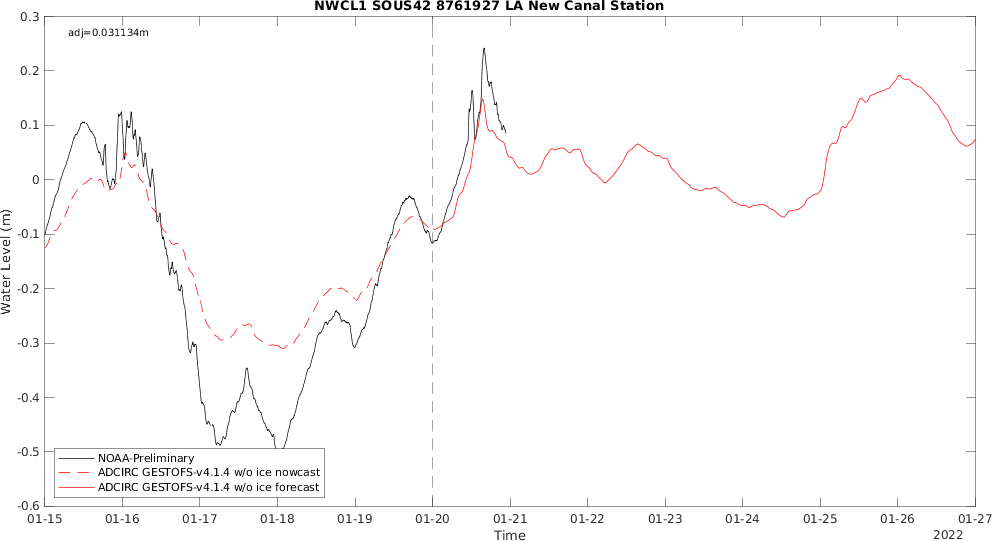 NWCL1 SOUS42 8761927 LA New Canal Station
adj=0.031134m
0.3
0.2
0.1
0
-0.1
-0.2
-0.3
-0.4
-0.5
-0.6
Water Level (m)
NOAA-Preliminary
ADCIRC GESTOFS-v4.1.4 w/o ice nowcast
ADCIRC GESTOFS-v4.1.4 w/o ice forecast
01-15 01-16 01-17 01-18 01-19 01-20 01-21 01-22 01-23 01-24 01-25 01-26 01-27
Time
2022